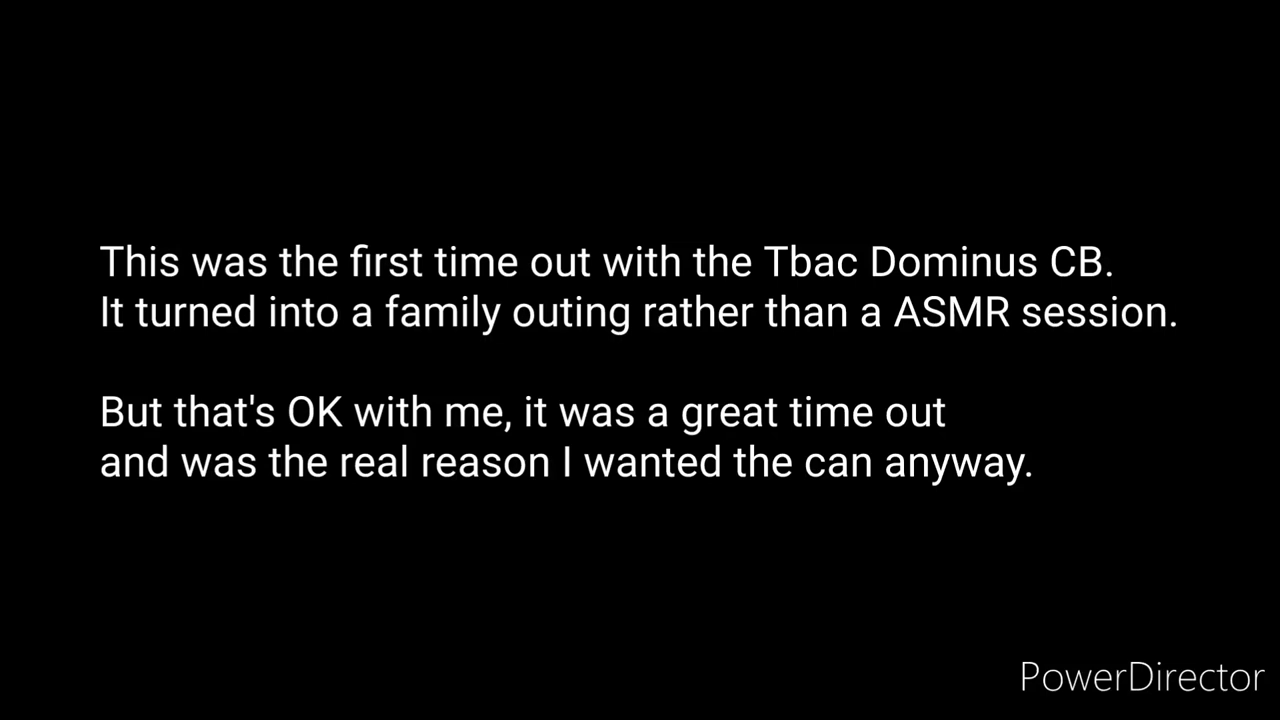 This was the first time out with the Tbac Dominus CB.
It turned into a family outing rather than a ASMR session.
But that's OK with me, it was a great time out
and was the real reason I wanted the can anyway.
PowerDirector